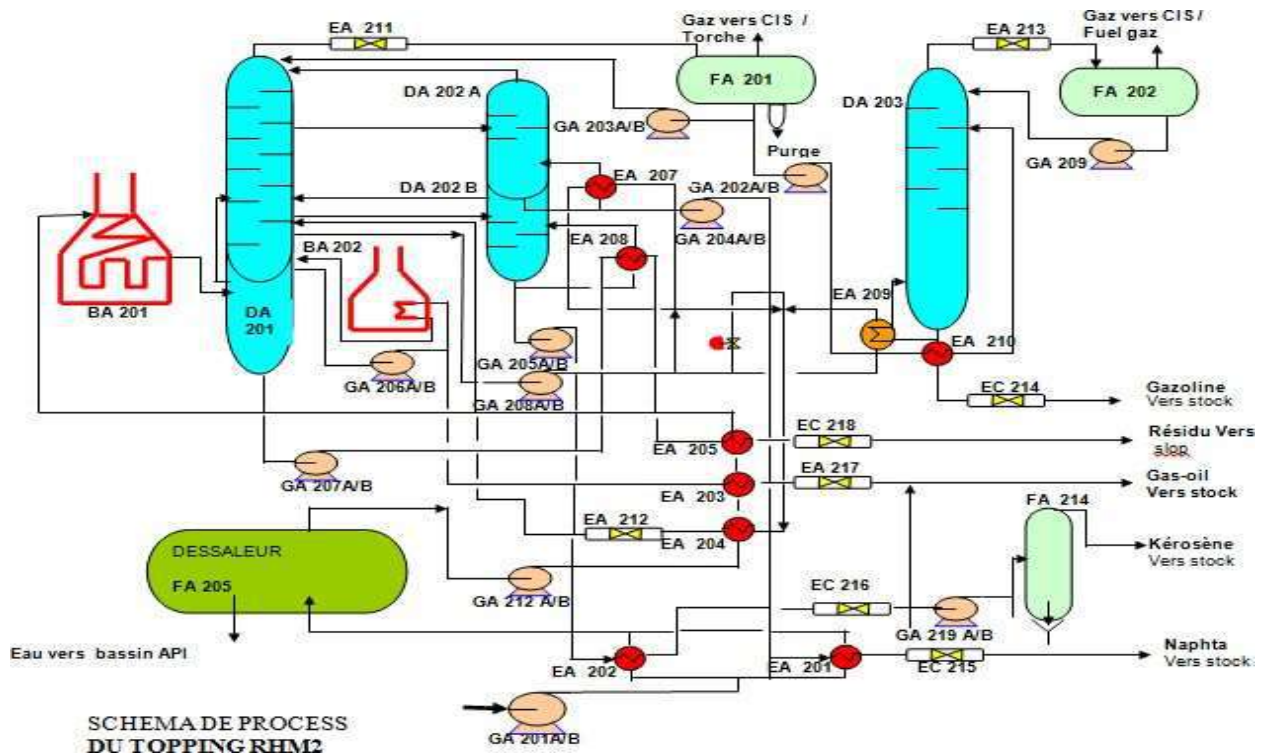 EA 211
Gaz vers CIS /
Torche
EA 213
Gaz vers CIS /
Fuel gaz
FA 201
FA 202
DA 202 A
DA 203
GA 203A/B
GA 209
Purge
EA 207
GA 202A/B
DA 202 B
EA 208
GA 204A/B
BA 202
EA 209
BA 201
DA
201
EA 210
GA 205A/B
GA 206A/B
GA 208A/B
EC 214
Gazoline
Vers stock
EC 218
Résidu Vers
slop
EA 205
GA 207A/B
EA 217
Gas-oil
Vers stock
EA 203
FA 214
EA 212
EA 204
DESSALEUR
FA 205
Kérosène
Vers stock
GA 212 A/B
EC 216
GA 219 A/B
Eau vers bassin API
Naphta
Vers stock
EA 202
EA 201
EC 215
SCHEMA DE PROCESS
DU TOPPING RHM2
GA 201A/B